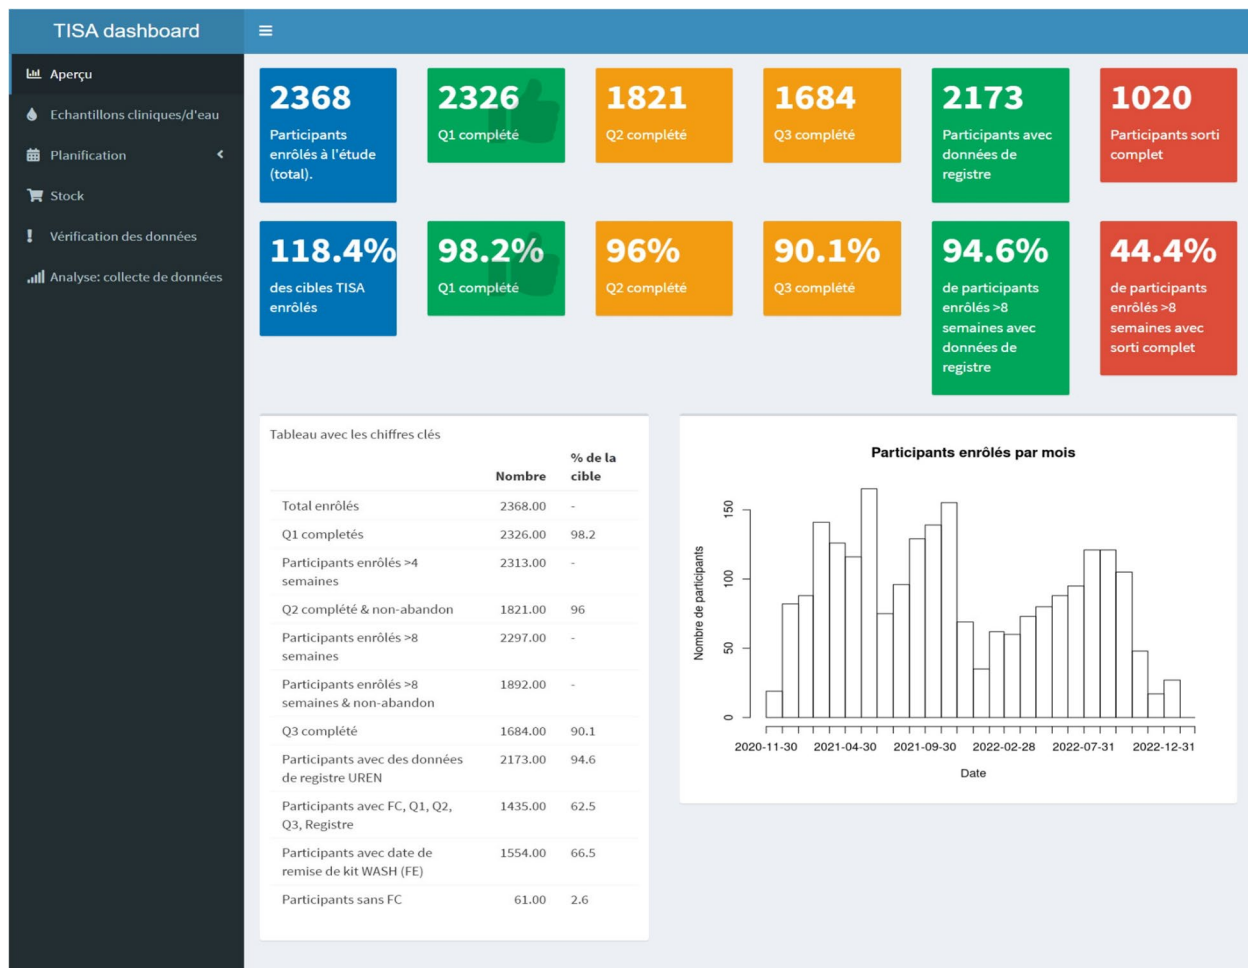 TISA dashboard
Aperçu
Echantillons cliniques/d'eau
Planification
Stock
Vérification des données
Analyse: collecte de données
2368
Participants
enrôlés à l'étude
(total).
2326
Q1 complété
1821
Q2 complété
1684
Q3 complété
2173
Participants avec
données de
registre
1020
Participants sorti
complet
118.4%
des cibles TISA
enrôlés
98.2%
Q1 complété
96%
Q2 complété
90.1%
Q3 complété
94.6%
de participants
enrôlés >8
semaines avec
données de
registre
44.4%
de participants
enrôlés >8
semaines avec
sorti complet
Tableau avec les chiffres clés
% de la
Nombre cible
Total enrôlés 2368.00 -
Q1 completés 2326.00 98.2
Participants enrôlés >4 2313.00 -
semaines
Q2 complété & non-abandon 1821.00 96
Participants enrôlés >8 2297.00 -
semaines
Participants enrôlés >8 1892.00 -
semaines & non-abandon
Q3 complété 1684.00 90.1
Participants avec des données 2173.00 94.6
de registre UREN
Participants avec FC, Q1, Q2, 1435.00 62.5
Q3, Registre
Participants avec date de 1554.00 66.5
remise de kit WASH (FE)
Participants sans FC 61.00 2.6
Participants enrôlés par mois
Nombre de participants
150
100
50
0
2020-11-30 2021-04-30 2021-09-30 2022-02-28 2022-07-31 2022-12-31
Date